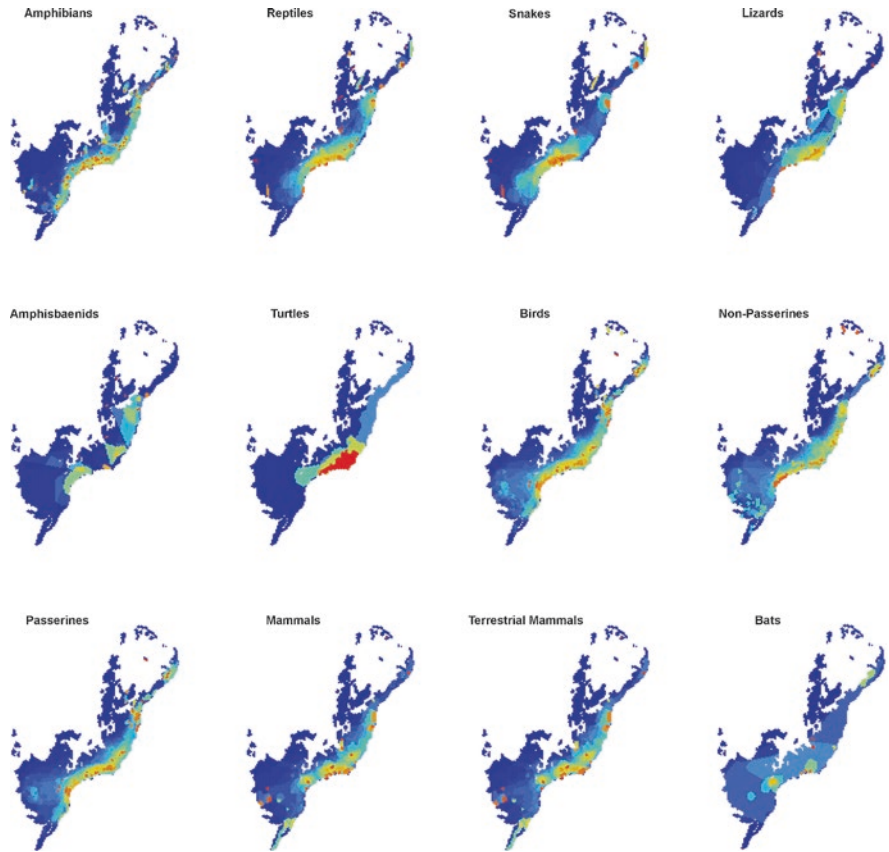 Amphibians
Reptiles
Snakes
Lizards
Amphisbaenids
Turtles
Birds
Non-Passerines
Passerines
Mammals
Terrestrial Mammals
Bats